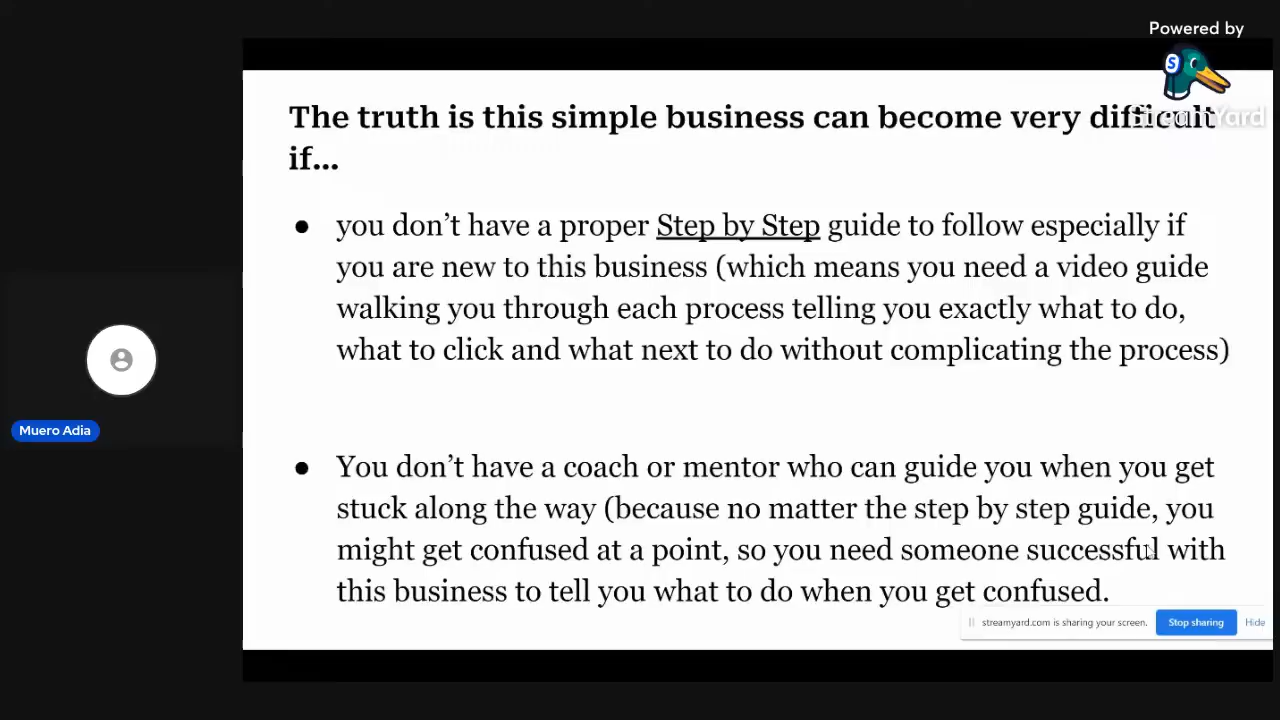 Powered by
S
StreamYard
The truth is this simple business can become very difficult
if...
● you don’t have a proper Step by Step guide to follow especially if
you are new to this business (which means you need a video guide
walking you through each process telling you exactly what to do,
what to click and what next to do without complicating the process)
● You don’t have a coach or mentor who can guide you when you get
stuck along the way (because no matter the step by step guide, you
might get confused at a point, so you need someone successful with
this business to tell you what to do when you get confused.
Muero Adia
streamyard.com is sharing your screen. Stop sharing Hide